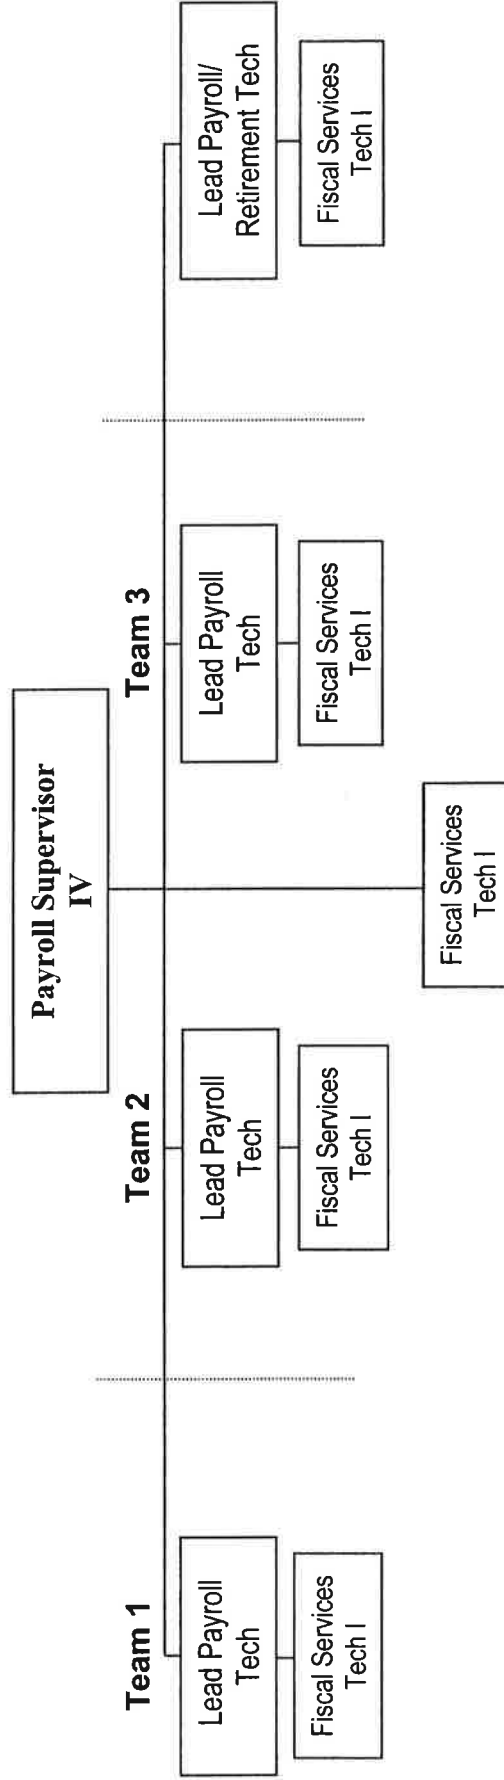 Payroll Supervisor
IV
Team 1
Team 2
Team 3
Lead Payroll
Tech
Lead Payroll
Tech
Lead Payroll
Tech
Lead Payroll/
Retirement Tech
Fiscal Services
Tech I
Fiscal Services
Tech I
Fiscal Services
Tech I
Fiscal Services
Tech I
Fiscal Services
Tech I